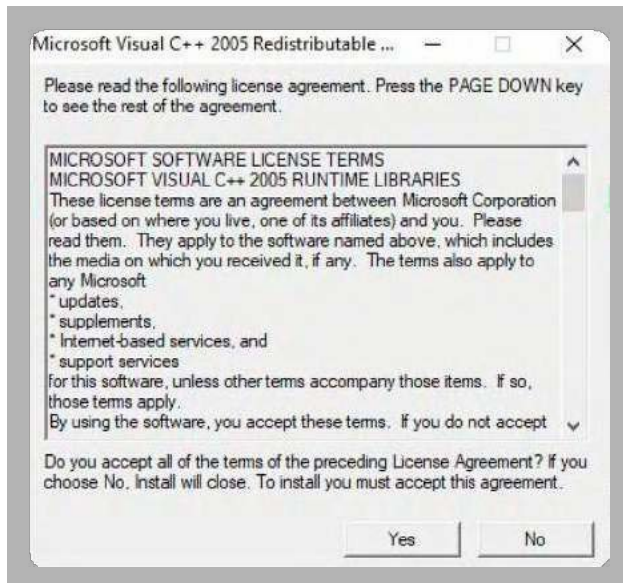 Microsoft Visual C++ 2005 Redistributable ...
Please read the following license agreement. Press the PAGE DOWN key
to see the rest of the agreement.
MICROSOFT SOFTWARE LICENSE TERMS
MICROSOFT VISUAL C++ 2005 RUNTIME LIBRARIES
These license terms are an agreement between Microsoft Corporation
(or based on where you live, one of its affiliates) and you.  Please
read them.  They apply to the software named above, which includes
the media on which you received it, if any.  The terms also apply to
any Microsoft
* updates,
* supplements,
* Internet-based services, and
* support services
for this software, unless other terms accompany those items.  If so,
those terms apply.
By using the software, you accept these terms.  If you do not accept
Do you accept all of the terms of the preceding License Agreement? If you
choose No, Install will close. To install you must accept this agreement.
Yes
No